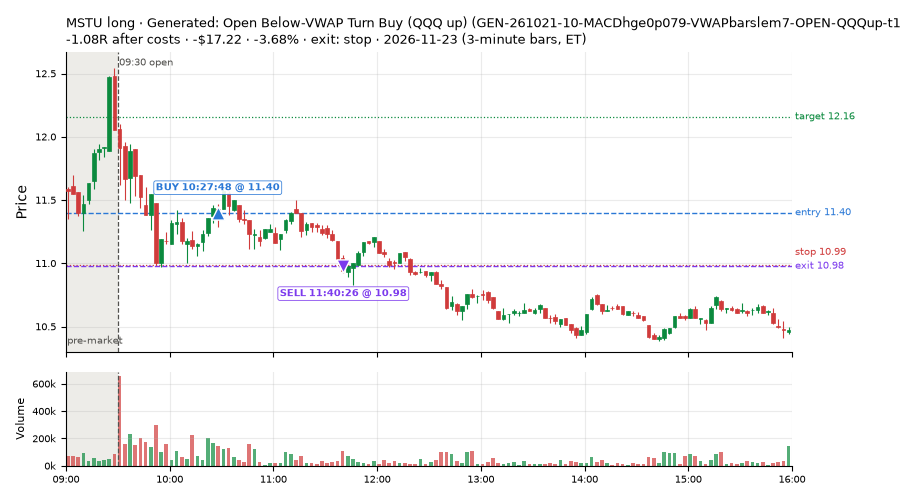 MSTU long · Generated: Open Below-VWAP Turn Buy (QQQ up) (GEN-261021-10-MACDhge0p079-VWAPbarslem7-OPEN-QQQup-t1
-1.08R after costs · -$17.22 · -3.68% · exit: stop · 2026-11-23 (3-minute bars, ET)
09:30 open
12.5
target 12.16
12.0
BUY 10:27:48 @ 11.40
11.5
entry 11.40
Price
stop 10.99
11.0
exit 10.98
SELL 11:40:26 @ 10.98
10.5
pre-market
600k
400k
Volume
200k
0k
09:00 10:00 11:00 12:00 13:00 14:00 15:00 16:00